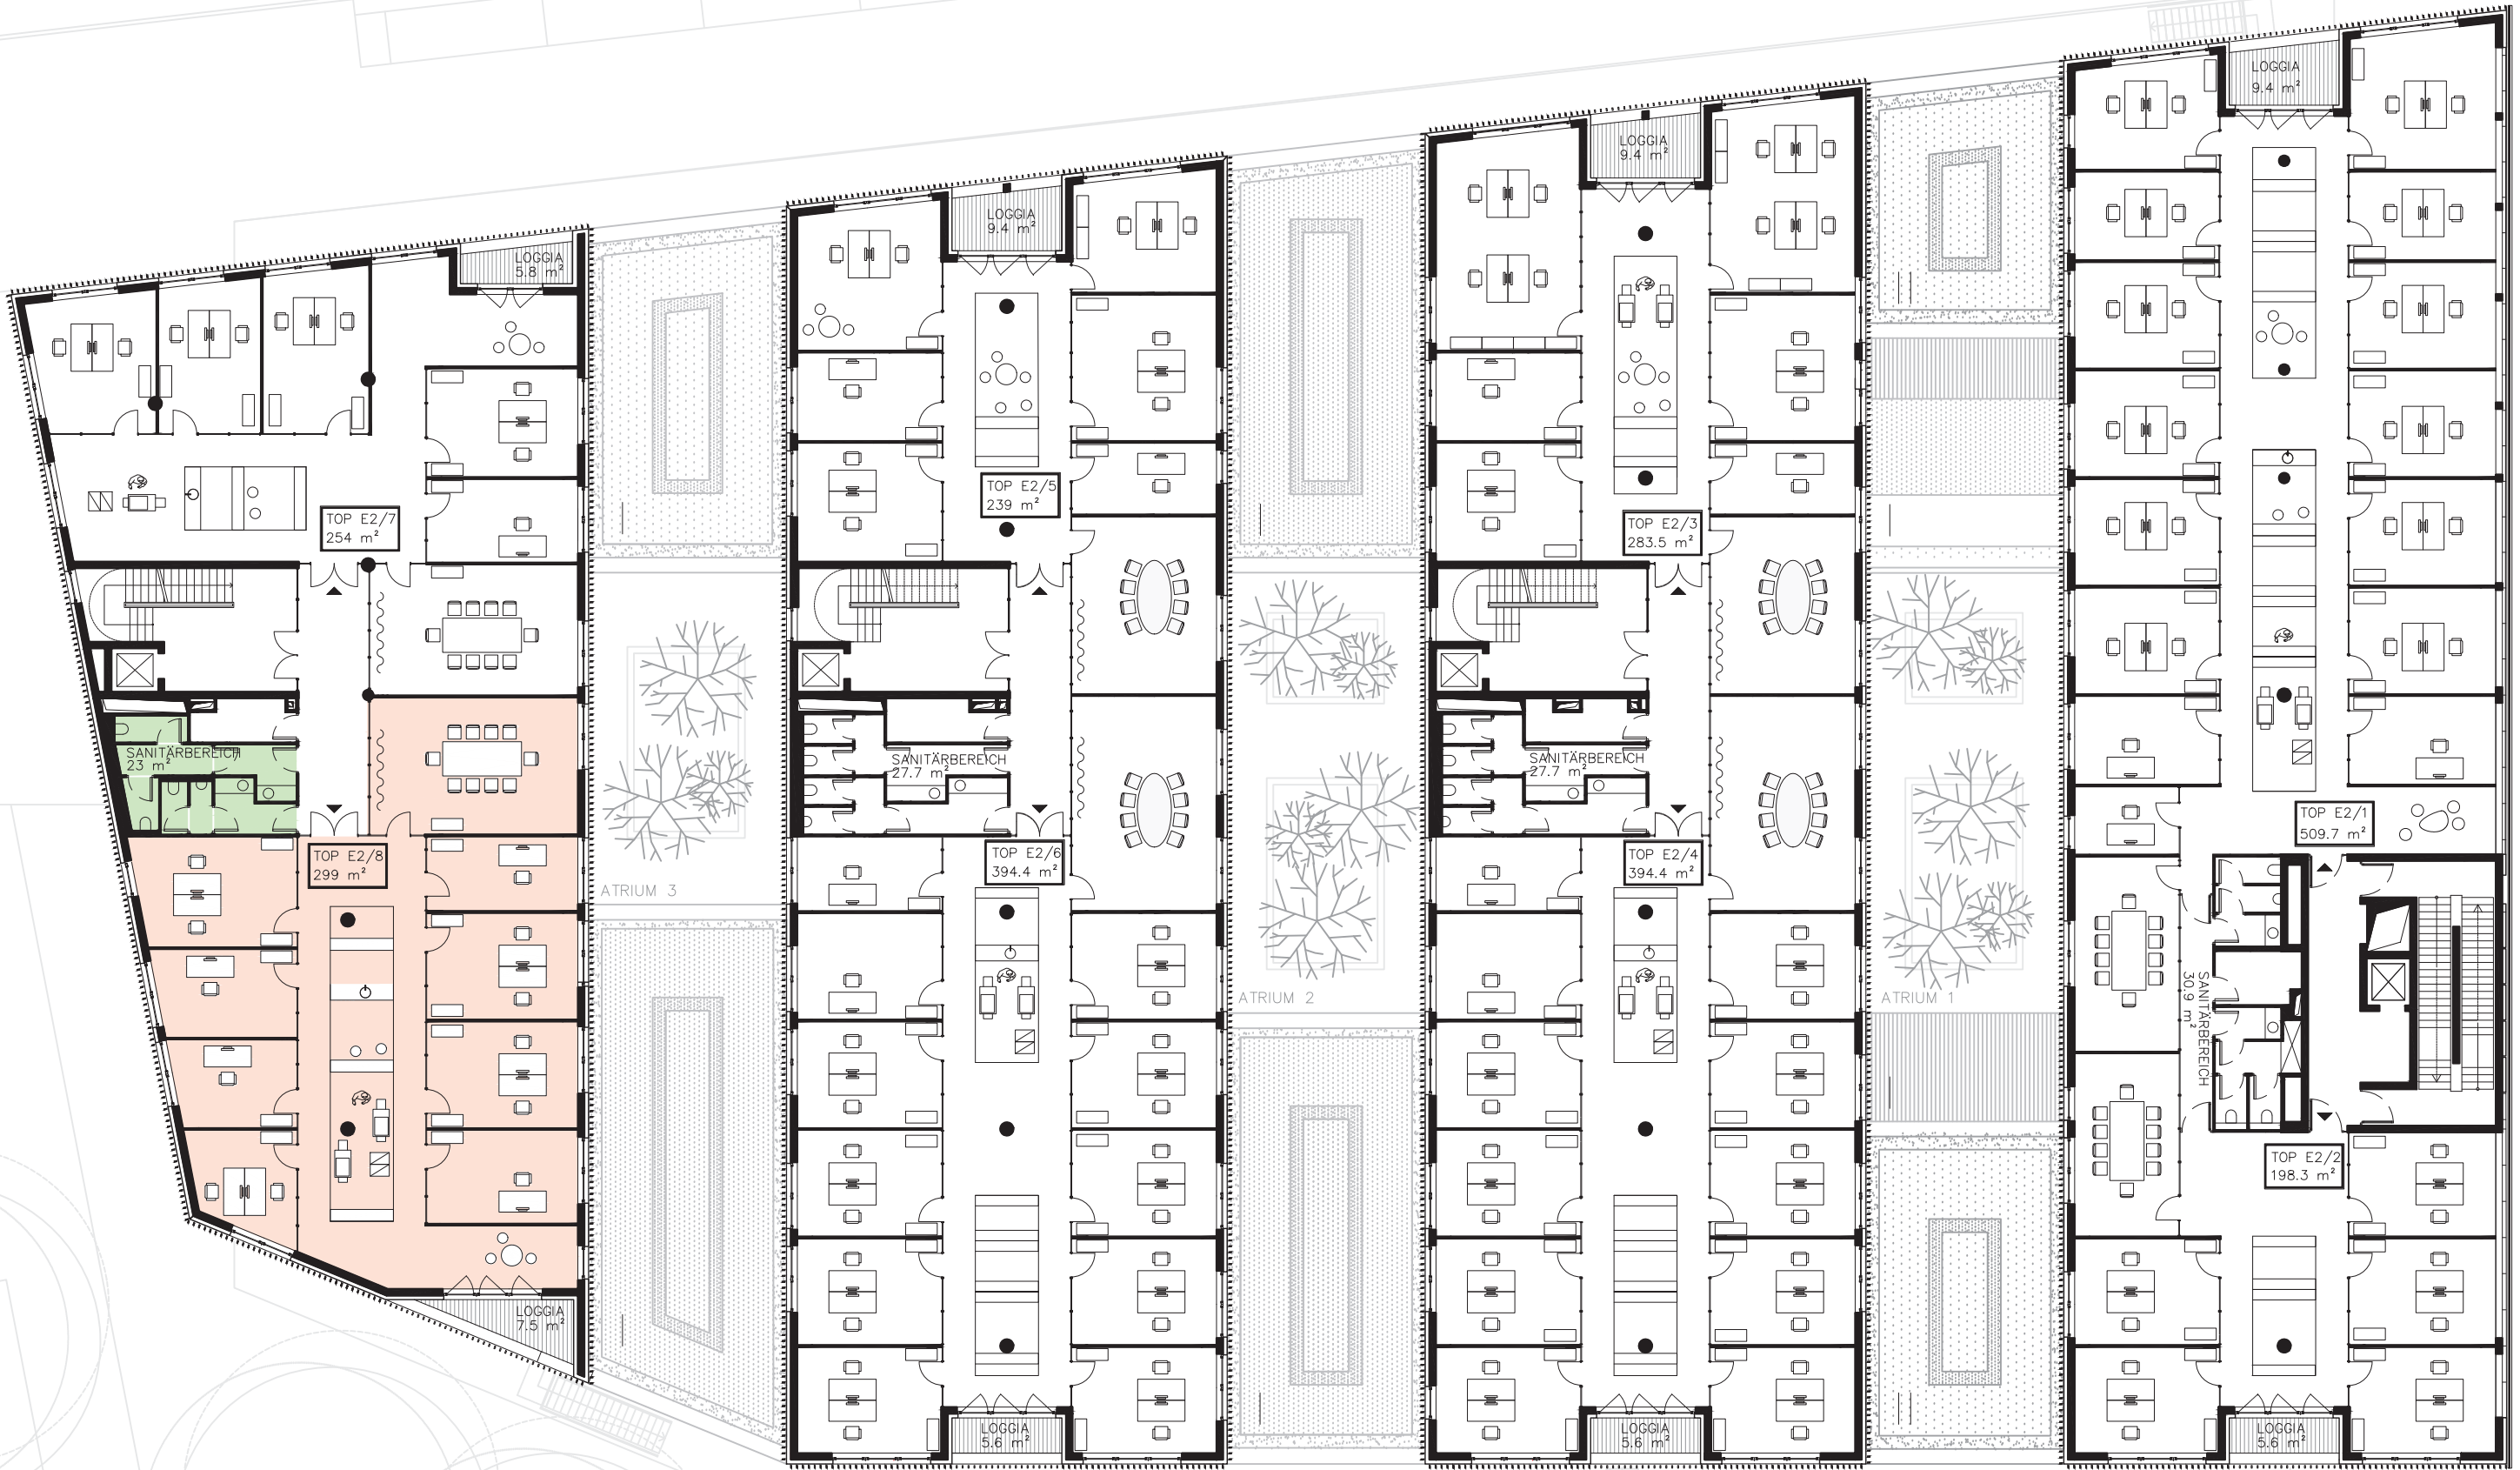 LOGGIA
5.8 m²
TOP E2/7
254 m²
SANITÄRBEREICH
23 m²
TOP E2/8
299 m²
LOGGIA
7.5 m²
ATRIUM 3
LOGGIA
9.4 m²
TOP E2/5
239 m²
SANITÄRBEREICH
27.7 m²
TOP E2/6
394.4 m²
LOGGIA
5.6 m²
ATRIUM 2
LOGGIA
9.4 m²
TOP E2/3
283.5 m²
SANITÄRBEREICH
27.7 m²
TOP E2/4
394.4 m²
LOGGIA
5.6 m²
ATRIUM 1
LOGGIA
9.4 m²
TOP E2/1
509.7 m²
SANITÄRBEREICH
30.9 m²
TOP E2/2
198.3 m²
LOGGIA
5.6 m²